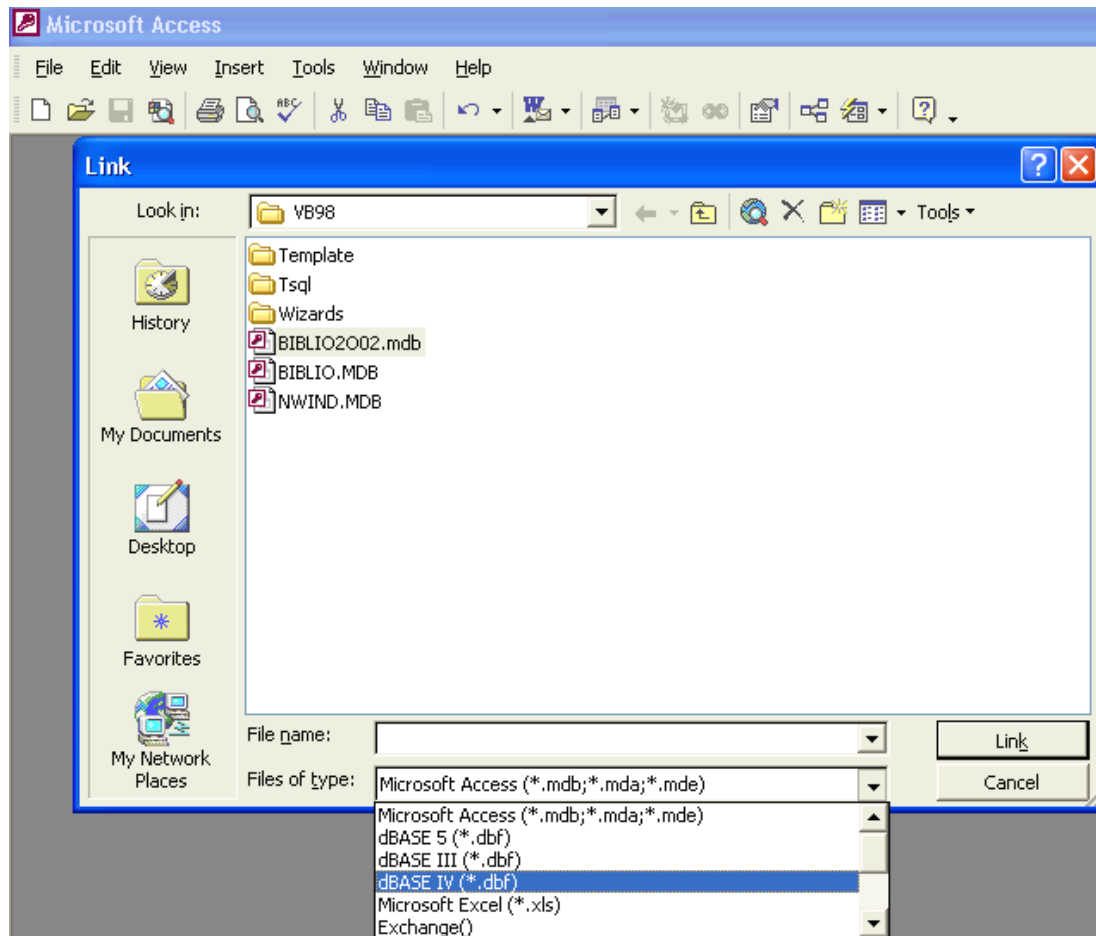 Microsoft Access
File Edit View Insert Tools Window Help
ABC
W
Link
Look in: VB98 Tools
Template
Tsql
Wizards
BIBLIO2O02.mdb
BIBLIO.MDB
NWIND.MDB
History
My Documents
Desktop
Favorites
My Network
Places
File name: Link
Files of type: Microsoft Access (*.mdb;*.mda;*.mde) Cancel
Microsoft Access (*.mdb;*.mda;*.mde)
dBASE 5 (*.dbf)
dBASE III (*.dbf)
dBASE IV (*.dbf)
Microsoft Excel (*.xls)
Exchange()